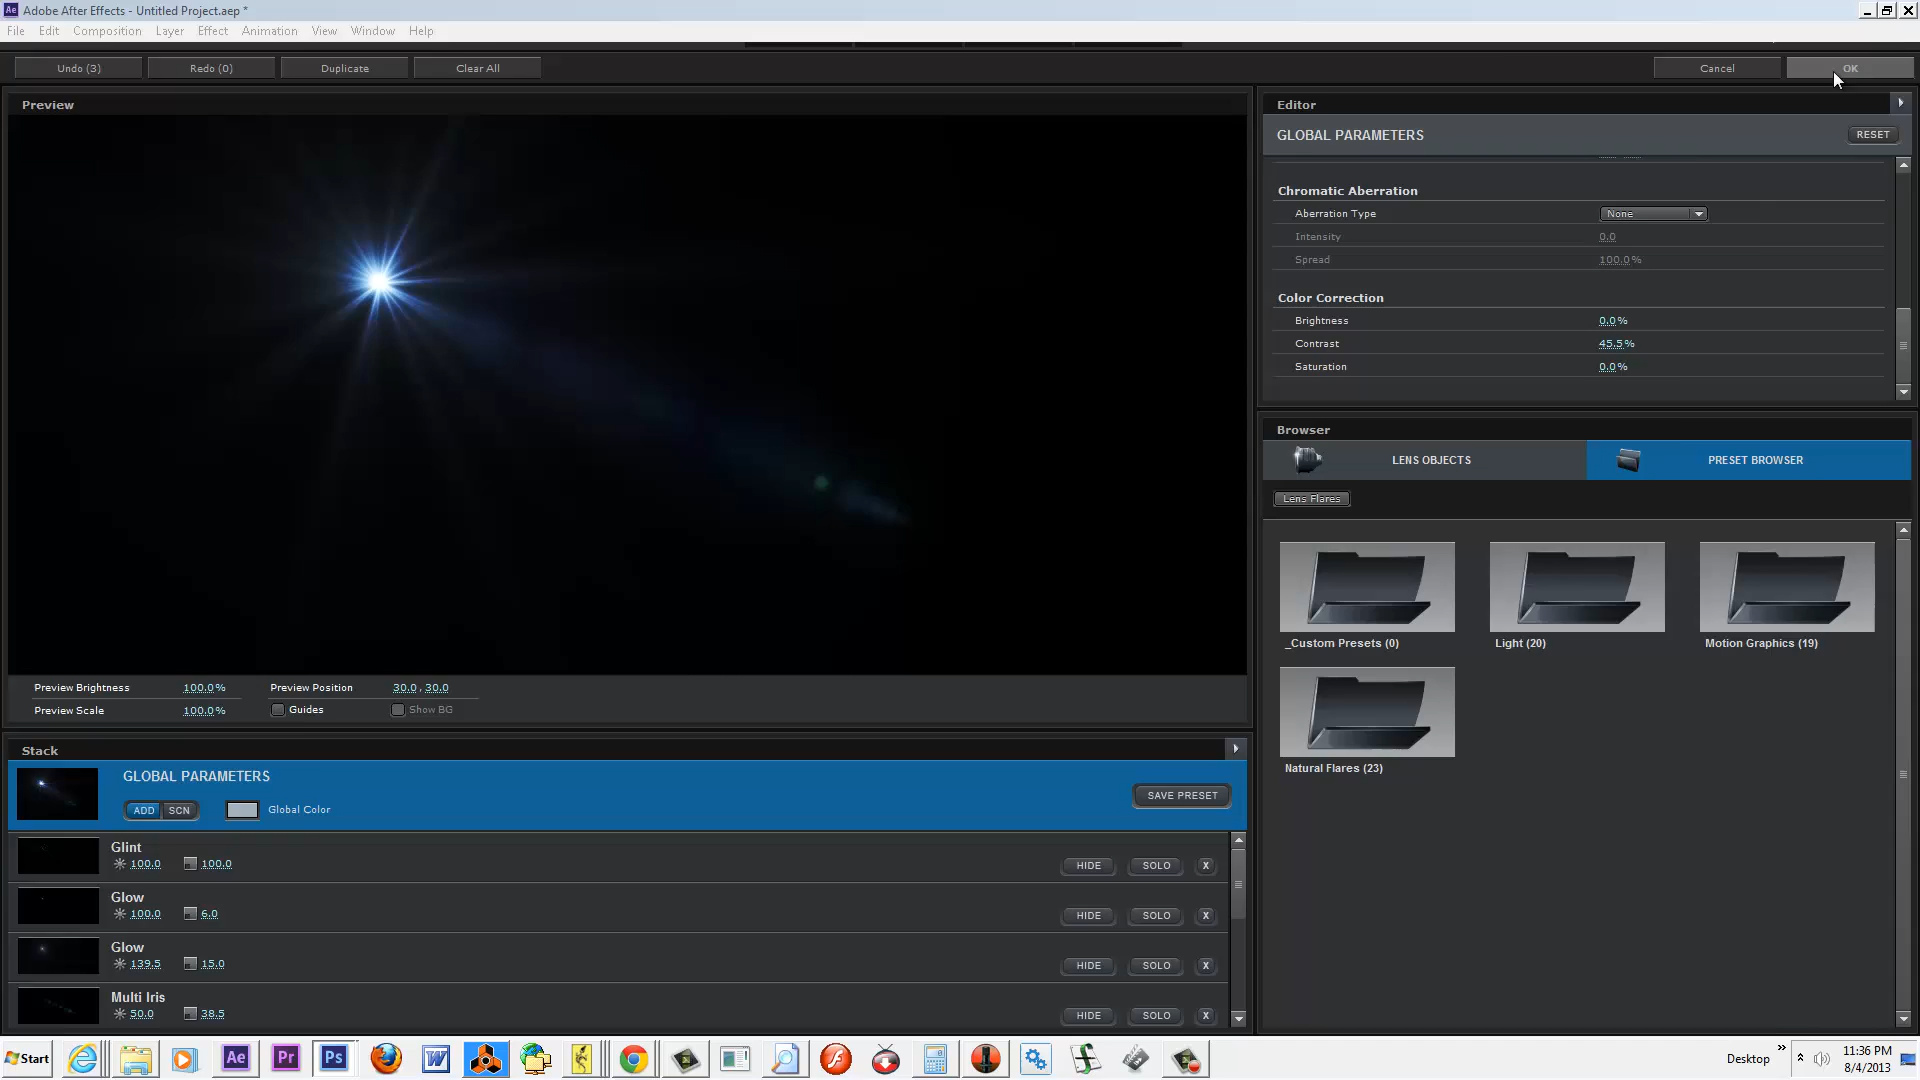 Adobe After Effects - Untitled Project.aep *
File Edit Composition Layer Effect Animation View Window Help
Undo (3) Redo (0) Duplicate Clear All Cancel OK
Preview
Editor
GLOBAL PARAMETERS RESET
Chromatic Aberration
Aberration Type None
Intensity 0.0
Spread 100.0%
Color Correction
Brightness 0.0%
Contrast 45.5%
Saturation 0.0%
Browser
LENS OBJECTS PRESET BROWSER
Lens Flares
_Custom Presets (0) Light (20) Motion Graphics (19)
Natural Flares (23)
Preview Brightness 100.0% Preview Position 30.0, 30.0
Preview Scale 100.0% Guides Show BG
Stack
GLOBAL PARAMETERS
ADD SCN Global Color SAVE PRESET
Glint
100.0 100.0 HIDE SOLO X
Glow
100.0 6.0 HIDE SOLO X
Glow
139.5 15.0 HIDE SOLO X
Multi Iris
50.0 38.5 HIDE SOLO X
Start Ae Pr Ps W Desktop 11:36 PM
8/4/2013